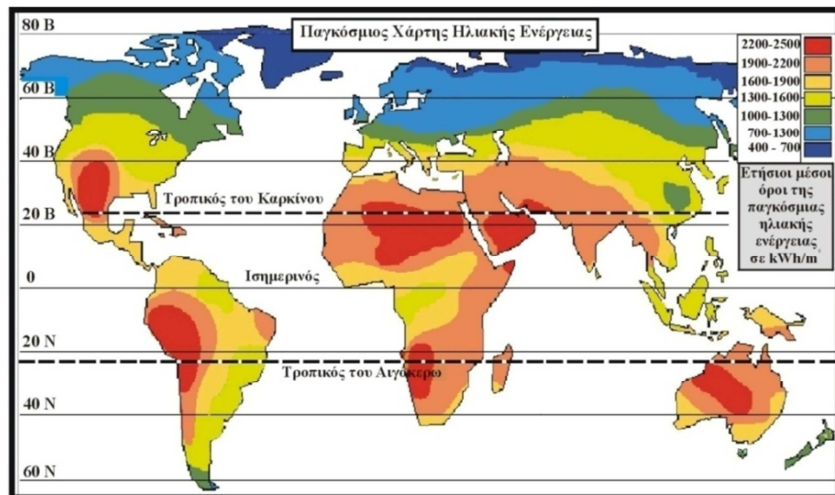 Παγκόσμιος Χάρτης Ηλιακής Ενέργειας
80 Β
60 Β
40 Β
Τροπικός του Καρκίνου
20 Β
Ισημερινός
0
20 Ν
Τροπικός του Αιγόκερω
40 Ν
60 Ν
2200-2500
1900-2200
1600-1900
1300-1600
1000-1300
700-1300
400 - 700
Ετήσιοι μέσοι
όροι της
παγκόσμιας
ηλιακής
ενέργειας
σε kWh/m